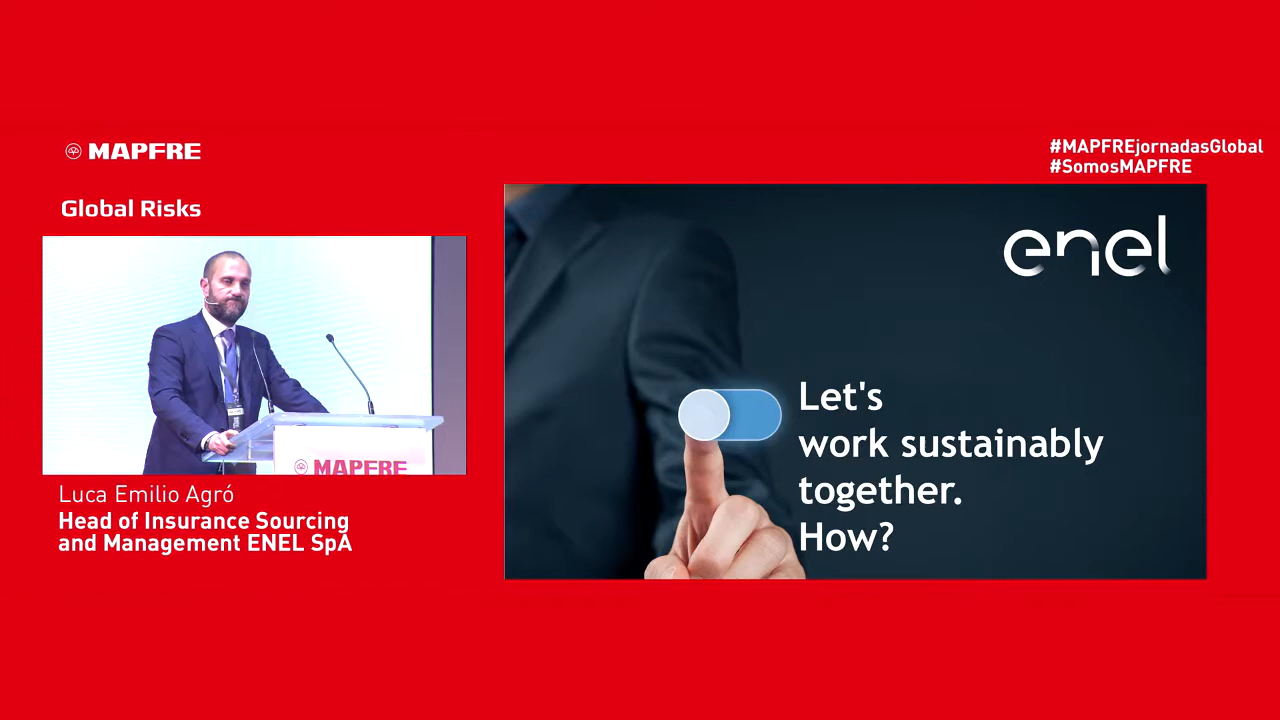 MAPFRE
#MAPFREjornadasGlobal
#SomosMAPFRE
Global Risks
MAPFRE
Luca Emilio Agró
Head of Insurance Sourcing
and Management ENEL SpA
enel
Let's
work sustainably
together.
How?